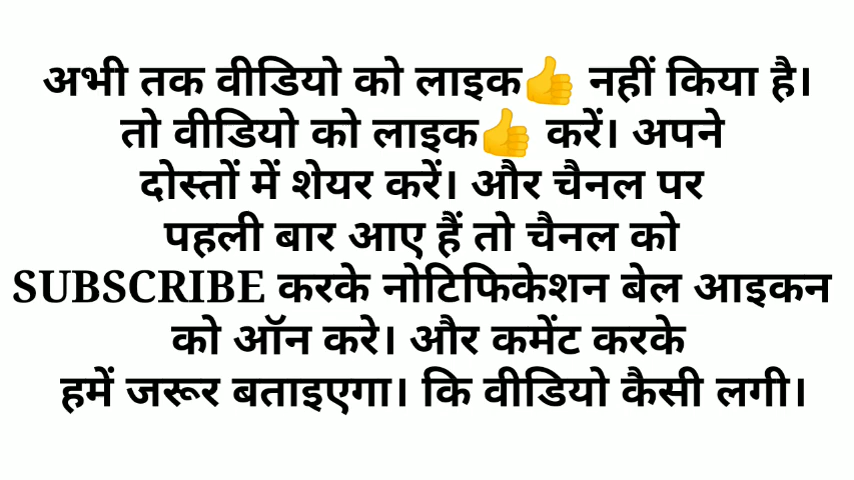 अभी तक वीडियो को लाइक👍 नहीं किया है।
तो वीडियो को लाइक👍 करें। अपने
दोस्तों में शेयर करें। और चैनल पर
पहली बार आए हैं तो चैनल को
SUBSCRIBE करके नोटिफिकेशन बेल आइकन
को ऑन करे। और कमेंट करके
हमें जरूर बताइएगा। कि वीडियो कैसी लगी।